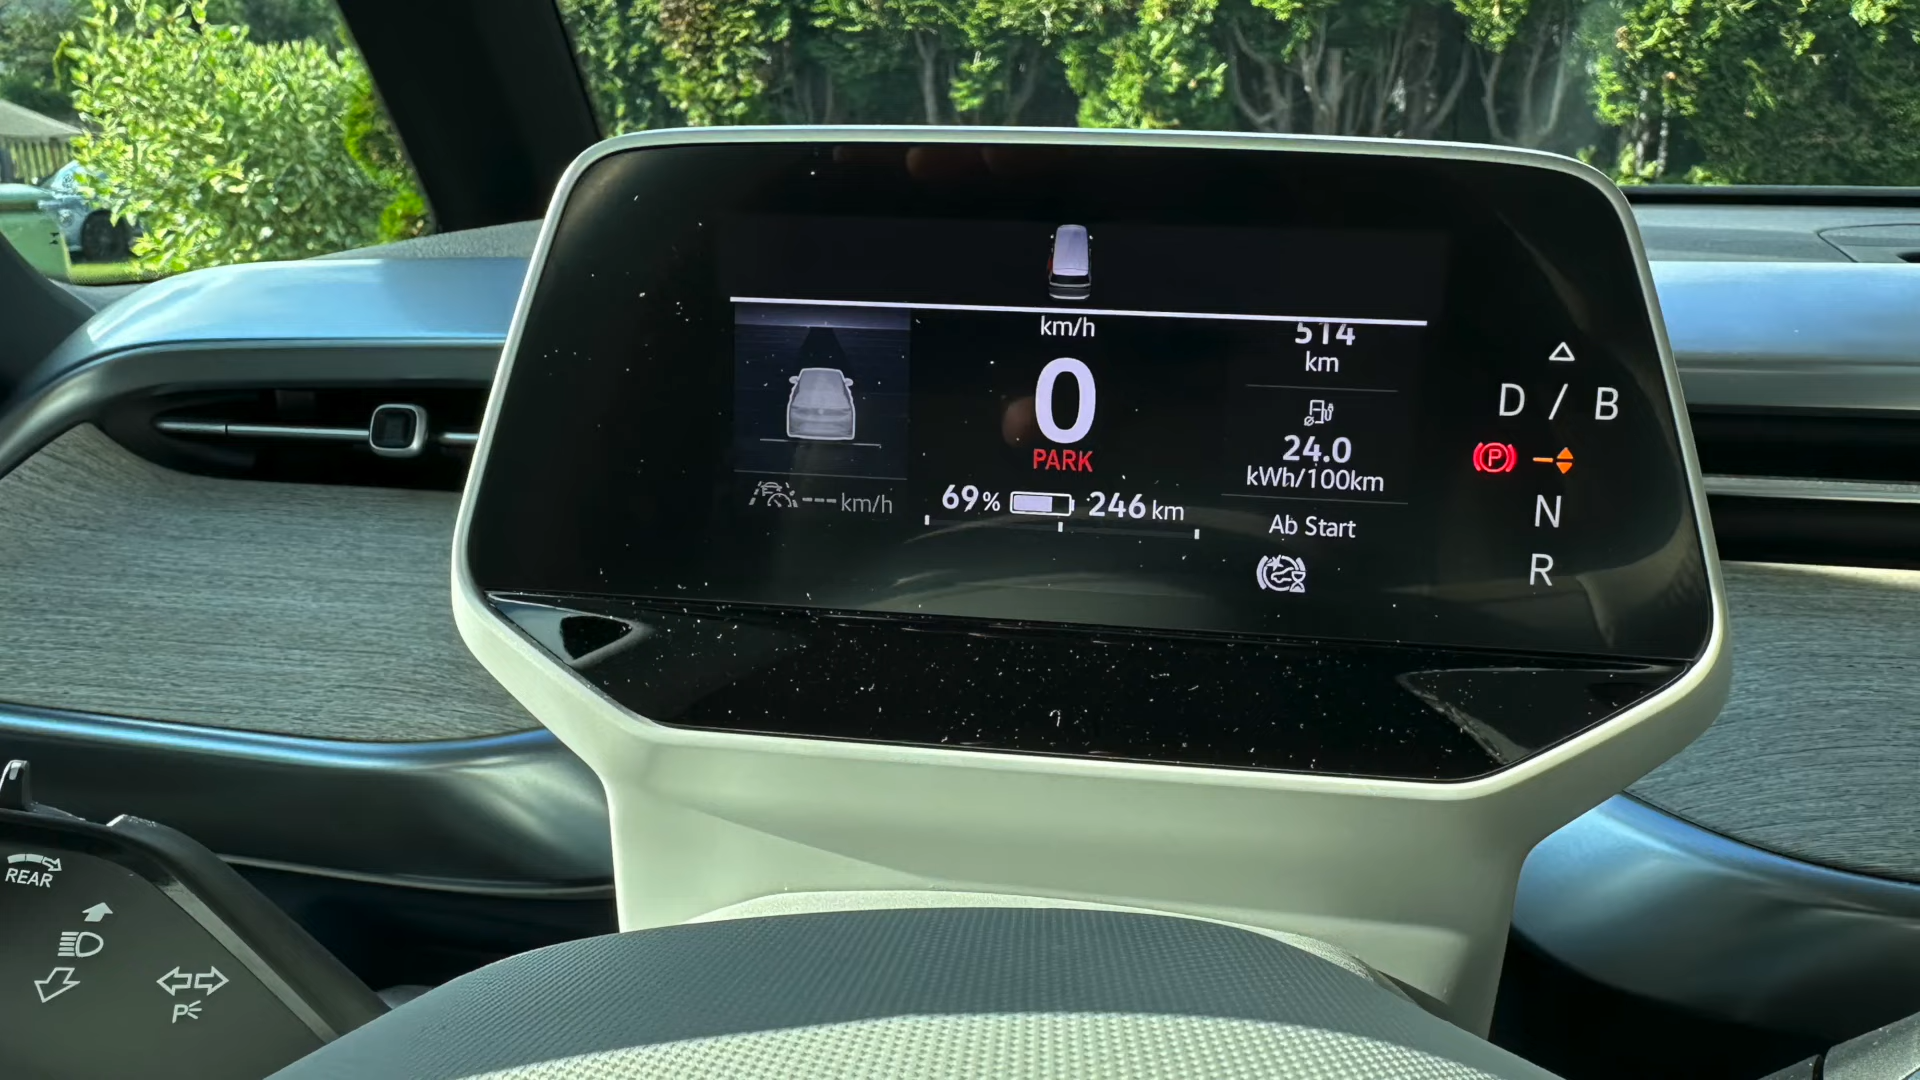 km/h
0
PARK
69% 246 km
--- km/h
514
km
24.0
kWh/100km
Ab Start
D / B
P
N
R
REAR
P